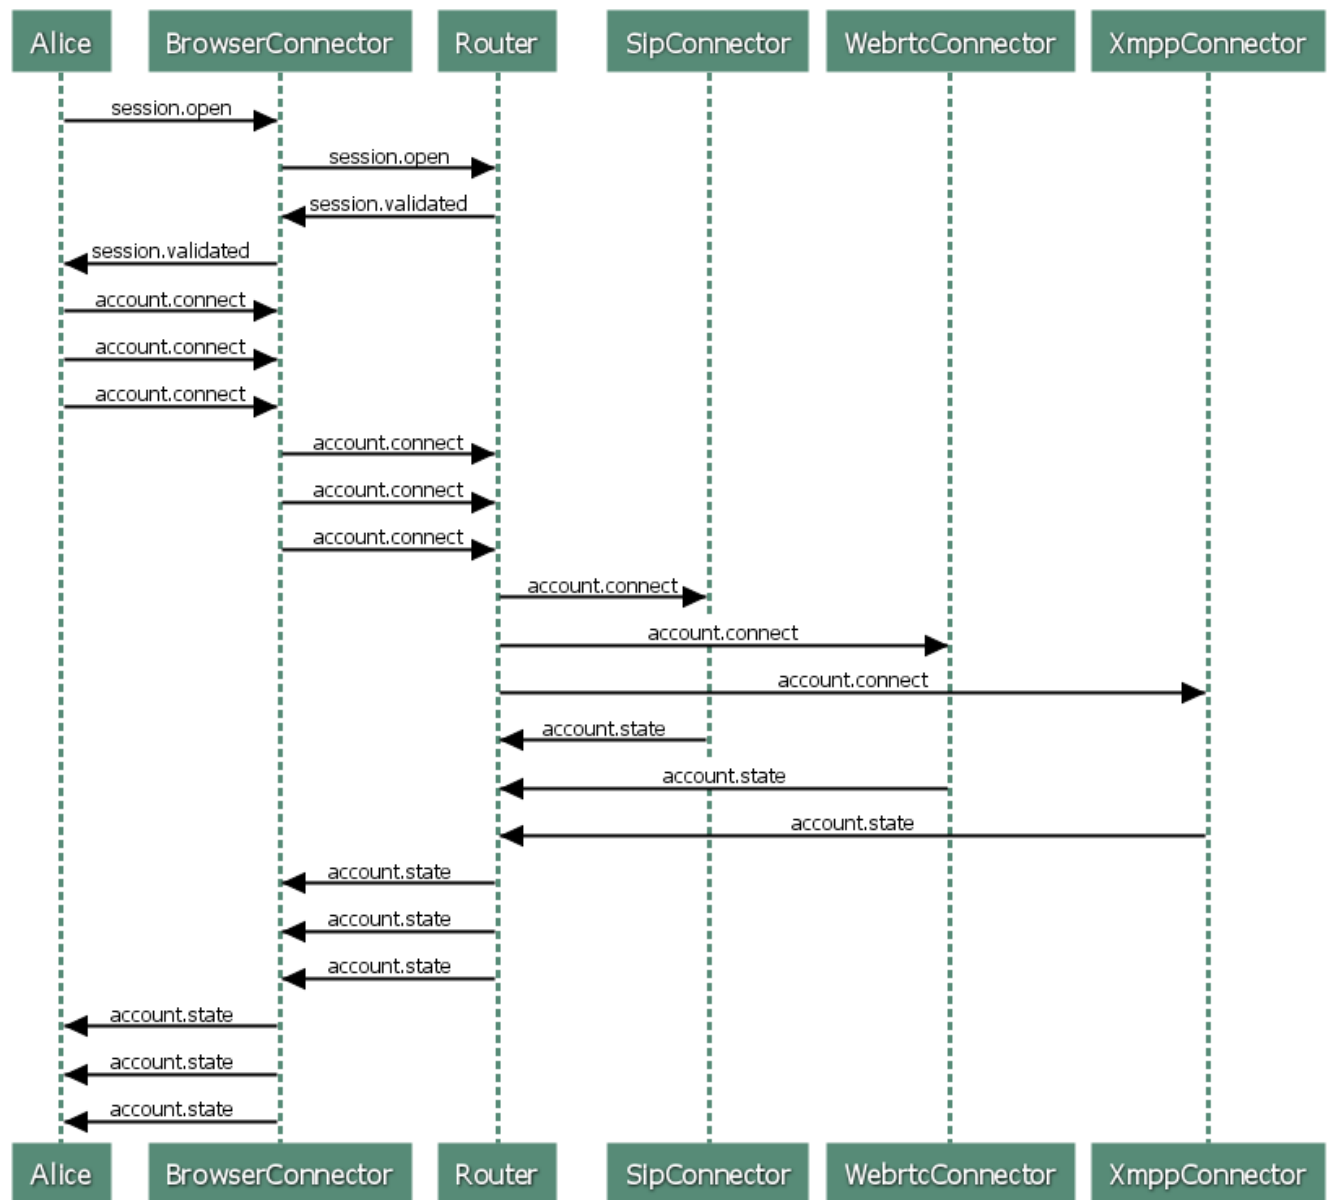 Alice BrowserConnector Router SipConnector WebrtcConnector XmppConnector
session.open
session.open
session.validated
session.validated
account.connect
account.connect
account.connect
account.connect
account.connect
account.connect
account.connect
account.connect
account.connect
account.state
account.state
account.state
account.state
account.state
account.state
account.state
account.state
account.state
Alice BrowserConnector Router SipConnector WebrtcConnector XmppConnector